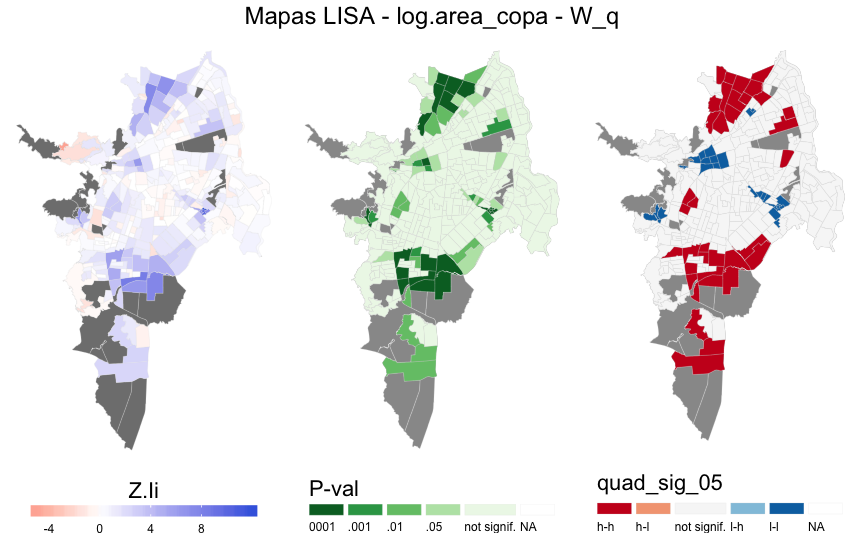 Mapas LISA - log.area_copa - W_q
Z.Ii
-4 0 4 8
P-val
0001 .001 .01 .05 not signif. NA
quad_sig_05
h-h h-l not signif. l-h l-l NA